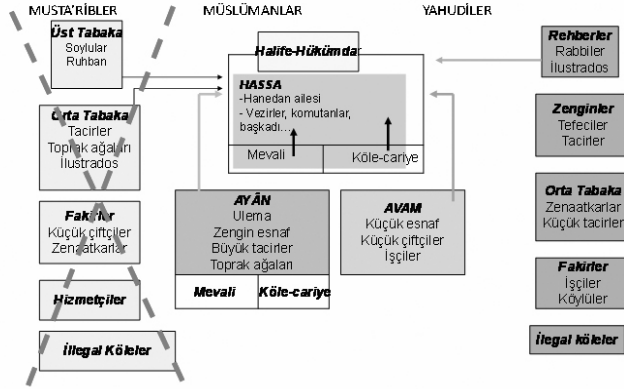 MUSTA'RİBLER
Üst Tabaka
Soylular
Ruhban
Orta Tabaka
Tacirler
Toprak ağaları
İlustrados
Fakirler
Küçük çiftçiler
Zenaatkarlar
Hizmetçiler
İllegal Köleler
MÜSLÜMANLAR
Halife-Hükümdar
HASSA
-Hanedan ailesi
- Vezirler, komutanlar,
başkadı...
Mevali
Köle-cariye
AYÂN
Ulema
Zengin esnaf
Büyük tacirler
Toprak ağaları
Mevali
Köle-cariye
AVAM
Küçük esnaf
Küçük çiftçiler
İşçiler
YAHUDİLER
Rehberler
Rabbiler
İlustrados
Zenginler
Tefeciler
Tacirler
Orta Tabaka
Zenaatkarlar
Küçük tacirler
Fakirler
İşçiler
Köylüler
İlegal köleler